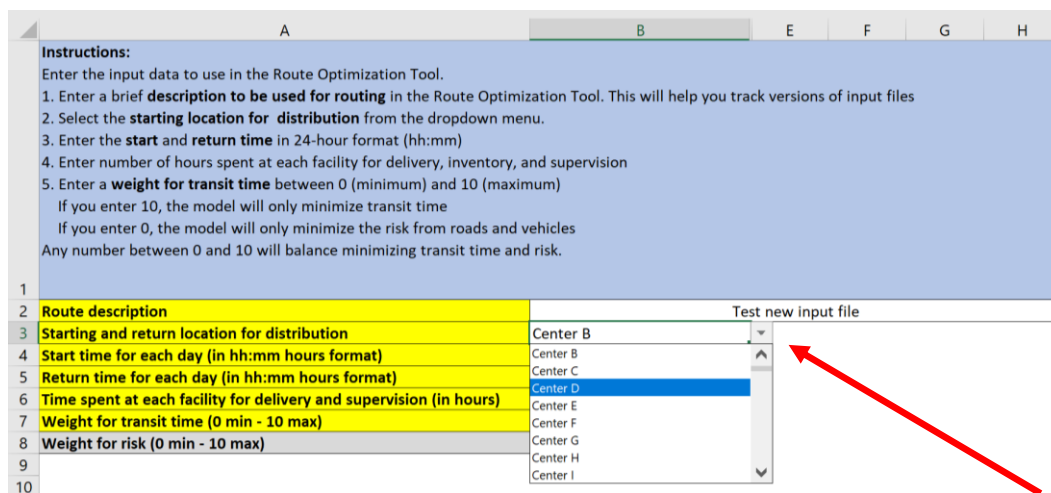 A B E F G H
Instructions:
Enter the input data to use in the Route Optimization Tool.
1. Enter a brief description to be used for routing in the Route Optimization Tool. This will help you track versions of input files
2. Select the starting location for distribution from the dropdown menu.
3. Enter the start and return time in 24-hour format (hh:mm)
4. Enter number of hours spent at each facility for delivery, inventory, and supervision
5. Enter a weight for transit time between 0 (minimum) and 10 (maximum)
If you enter 10, the model will only minimize transit time
If you enter 0, the model will only minimize the risk from roads and vehicles
Any number between 0 and 10 will balance minimizing transit time and risk.
1
2 Route description Test new input file
3 Starting and return location for distribution Center B
4 Start time for each day (in hh:mm hours format) Center B
Center C
5 Return time for each day (in hh:mm hours format) Center D
6 Time spent at each facility for delivery and supervision (in hours) Center E
7 Weight for transit time (0 min - 10 max) Center F
8 Weight for risk (0 min - 10 max) Center G
9 Center H
Center I
10